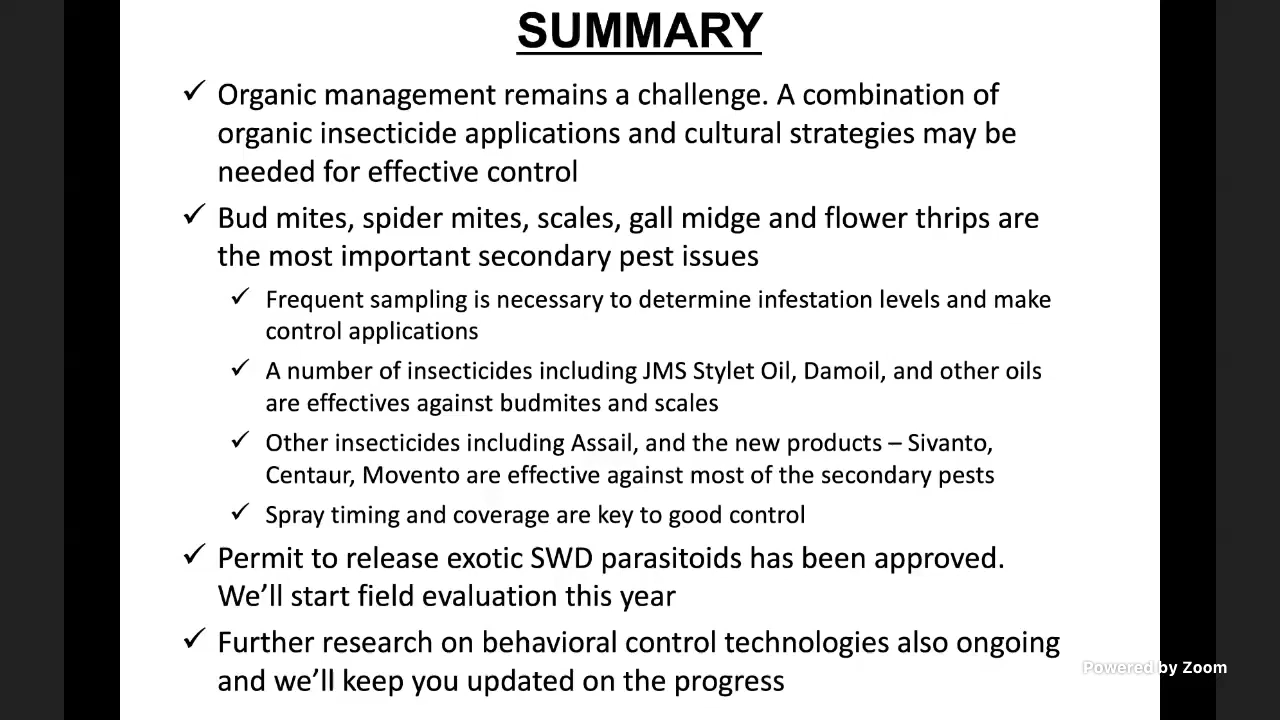 SUMMARY
✓ Organic management remains a challenge. A combination of
organic insecticide applications and cultural strategies may be
needed for effective control
✓ Bud mites, spider mites, scales, gall midge and flower thrips are
the most important secondary pest issues
✓ Frequent sampling is necessary to determine infestation levels and make
control applications
✓ A number of insecticides including JMS Stylet Oil, Damoil, and other oils
are effectives against budmites and scales
✓ Other insecticides including Assail, and the new products – Sivanto,
Centaur, Movento are effective against most of the secondary pests
✓ Spray timing and coverage are key to good control
✓ Permit to release exotic SWD parasitoids has been approved.
We’ll start field evaluation this year
✓ Further research on behavioral control technologies also ongoing
and we’ll keep you updated on the progress
Powered by Zoom